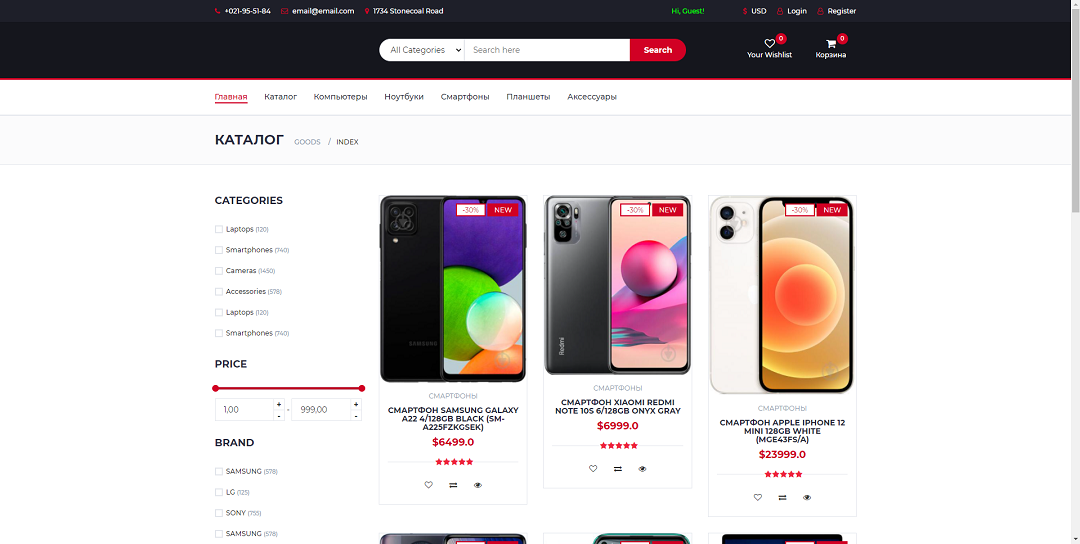 +021-95-51-84 email@email.com 1734 Stonecoal Road Hi, Guest! $ USD Login Register
All Categories Search here Search
0 0
Your Wishlist Корзина
Главная Каталог Компьютеры Ноутбуки Смартфоны Планшеты Аксессуары
КАТАЛОГ GOODS / INDEX
CATEGORIES
Laptops (120)
Smartphones (740)
Cameras (1450)
Accessories (578)
Laptops (120)
Smartphones (740)
PRICE
1,00 + - - 999,00 + -
BRAND
SAMSUNG (578)
LG (125)
SONY (755)
SAMSUNG (578)
-30% NEW
SAMSUNG
СМАРТФОНЫ
СМАРТФОН SAMSUNG GALAXY
A22 4/128GB BLACK (SM-
A225FZKGSEK)
$6499.0
-30% NEW
Redmi
СМАРТФОНЫ
СМАРТФОН XIAOMI REDMI
NOTE 10S 6/128GB ONYX GRAY
$6999.0
-30% NEW
СМАРТФОНЫ
СМАРТФОН APPLE IPHONE 12
MINI 128GB WHITE
(MGE43FS/A)
$23999.0